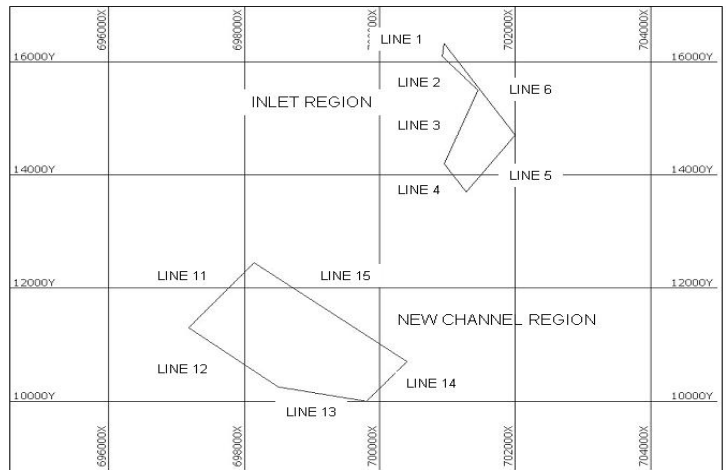 696000X
698000X
702000X
704000X
LINE 1
16000Y
16000Y
LINE 2
LINE 6
INLET REGION
LINE 3
14000Y
14000Y
LINE 4
LINE 5
LINE 11
LINE 15
12000Y
12000Y
NEW CHANNEL REGION
LINE 12
LINE 14
10000Y
10000Y
LINE 13
696000X
698000X
700000X
702000X
704000X